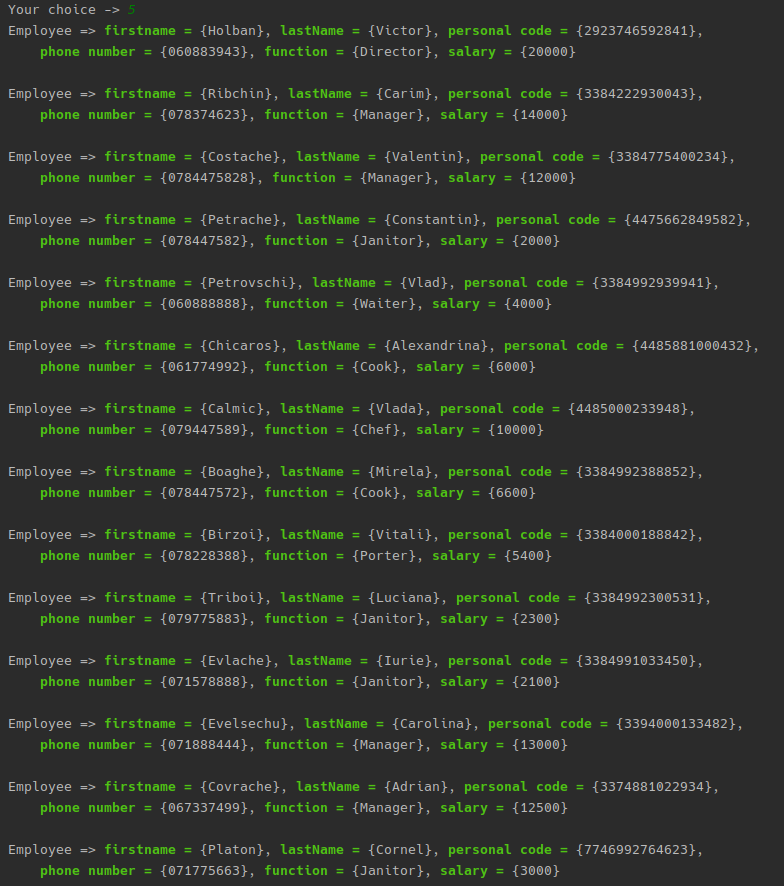 Your choice -> 5
Employee => firstname = {Holban}, lastName = {Victor}, personal code = {2923746592841},
phone number = {060883943}, function = {Director}, salary = {20000}
Employee => firstname = {Ribchin}, lastName = {Carim}, personal code = {3384222930043},
phone number = {078374623}, function = {Manager}, salary = {14000}
Employee => firstname = {Costache}, lastName = {Valentin}, personal code = {3384775400234},
phone number = {0784475828}, function = {Manager}, salary = {12000}
Employee => firstname = {Petrache}, lastName = {Constantin}, personal code = {4475662849582},
phone number = {078447582}, function = {Janitor}, salary = {2000}
Employee => firstname = {Petrovschi}, lastName = {Vlad}, personal code = {3384992939941},
phone number = {060888888}, function = {Waiter}, salary = {4000}
Employee => firstname = {Chicaros}, lastName = {Alexandrina}, personal code = {4485881000432},
phone number = {061774992}, function = {Cook}, salary = {6000}
Employee => firstname = {Calmic}, lastName = {Vlada}, personal code = {4485000233948},
phone number = {079447589}, function = {Chef}, salary = {10000}
Employee => firstname = {Boaghe}, lastName = {Mirela}, personal code = {3384992388852},
phone number = {078447572}, function = {Cook}, salary = {6600}
Employee => firstname = {Birzoi}, lastName = {Vitali}, personal code = {3384000188842},
phone number = {078228388}, function = {Porter}, salary = {5400}
Employee => firstname = {Triboi}, lastName = {Luciana}, personal code = {3384992300531},
phone number = {079775883}, function = {Janitor}, salary = {2300}
Employee => firstname = {Evlache}, lastName = {Iurie}, personal code = {3384991033450},
phone number = {071578888}, function = {Janitor}, salary = {2100}
Employee => firstname = {Evelsechu}, lastName = {Carolina}, personal code = {3394000133482},
phone number = {071888444}, function = {Manager}, salary = {13000}
Employee => firstname = {Covrache}, lastName = {Adrian}, personal code = {3374881022934},
phone number = {067337499}, function = {Manager}, salary = {12500}
Employee => firstname = {Platon}, lastName = {Cornel}, personal code = {7746992764623},
phone number = {071775663}, function = {Janitor}, salary = {3000}